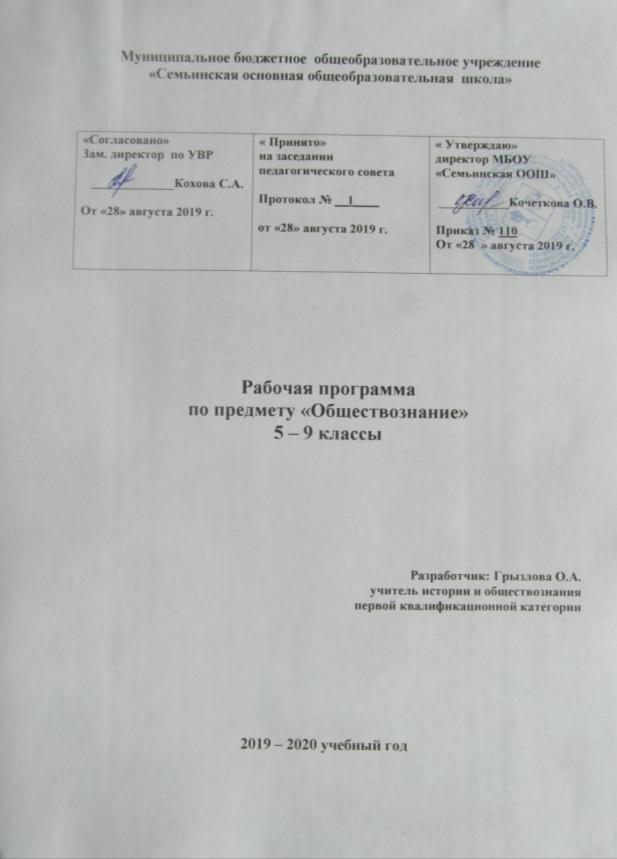 Муниципальное бюджетное общеобразовательное учреждение
«Семьинская основная общеобразовательная школа»
«Согласовано»
Зам. директор по УВР
Кохова С.А.
От «28» августа 2019 г.
« Принято»
на заседании
педагогического совета
Протокол № 1
от «28» августа 2019 г.
« Утверждаю»
директор МБОУ
«Семьинская ООШ»
Кочеткова О.В.
Приказ № 110
От «28 » августа 2019 г.
Рабочая программа
по предмету «Обществознание»
5 – 9 классы
Разработчик: Грызлова О.А.
учитель истории и обществознания
первой квалификационной категории
2019 – 2020 учебный год